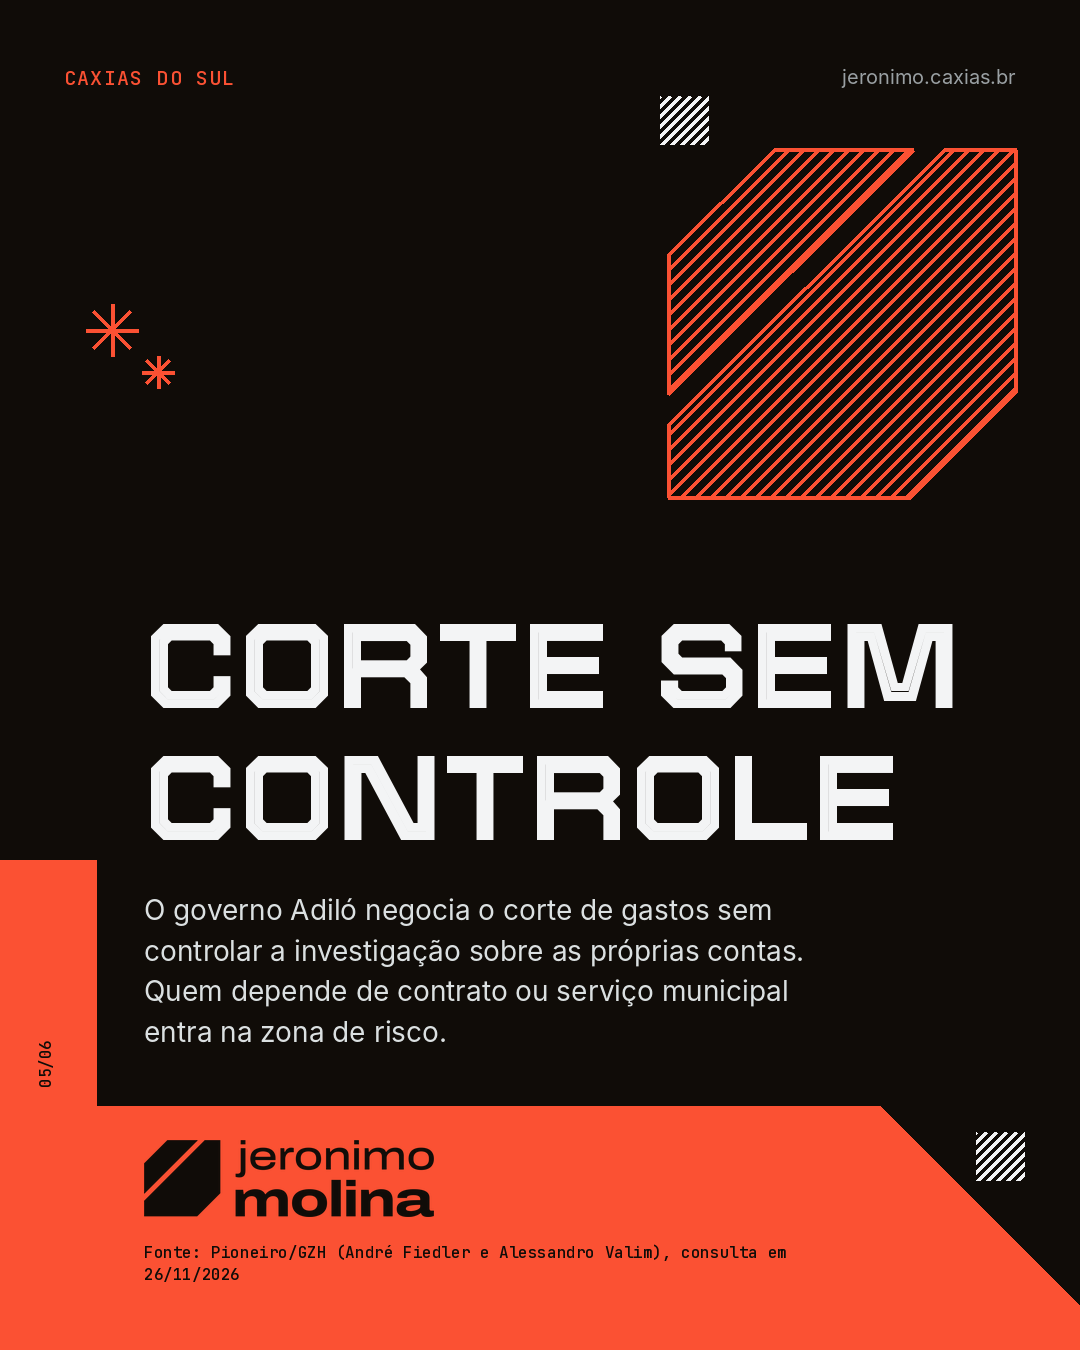 CAXIAS DO SUL
jeronimo.caxias.br
CORTE SEM
CONTROLE
O governo Adiló negocia o corte de gastos sem
controlar a investigação sobre as próprias contas.
Quem depende de contrato ou serviço municipal
entra na zona de risco.
05/06
jeronimo
molina
Fonte: Pioneiro/GZH (André Fiedler e Alessandro Valim), consulta em
26/11/2026